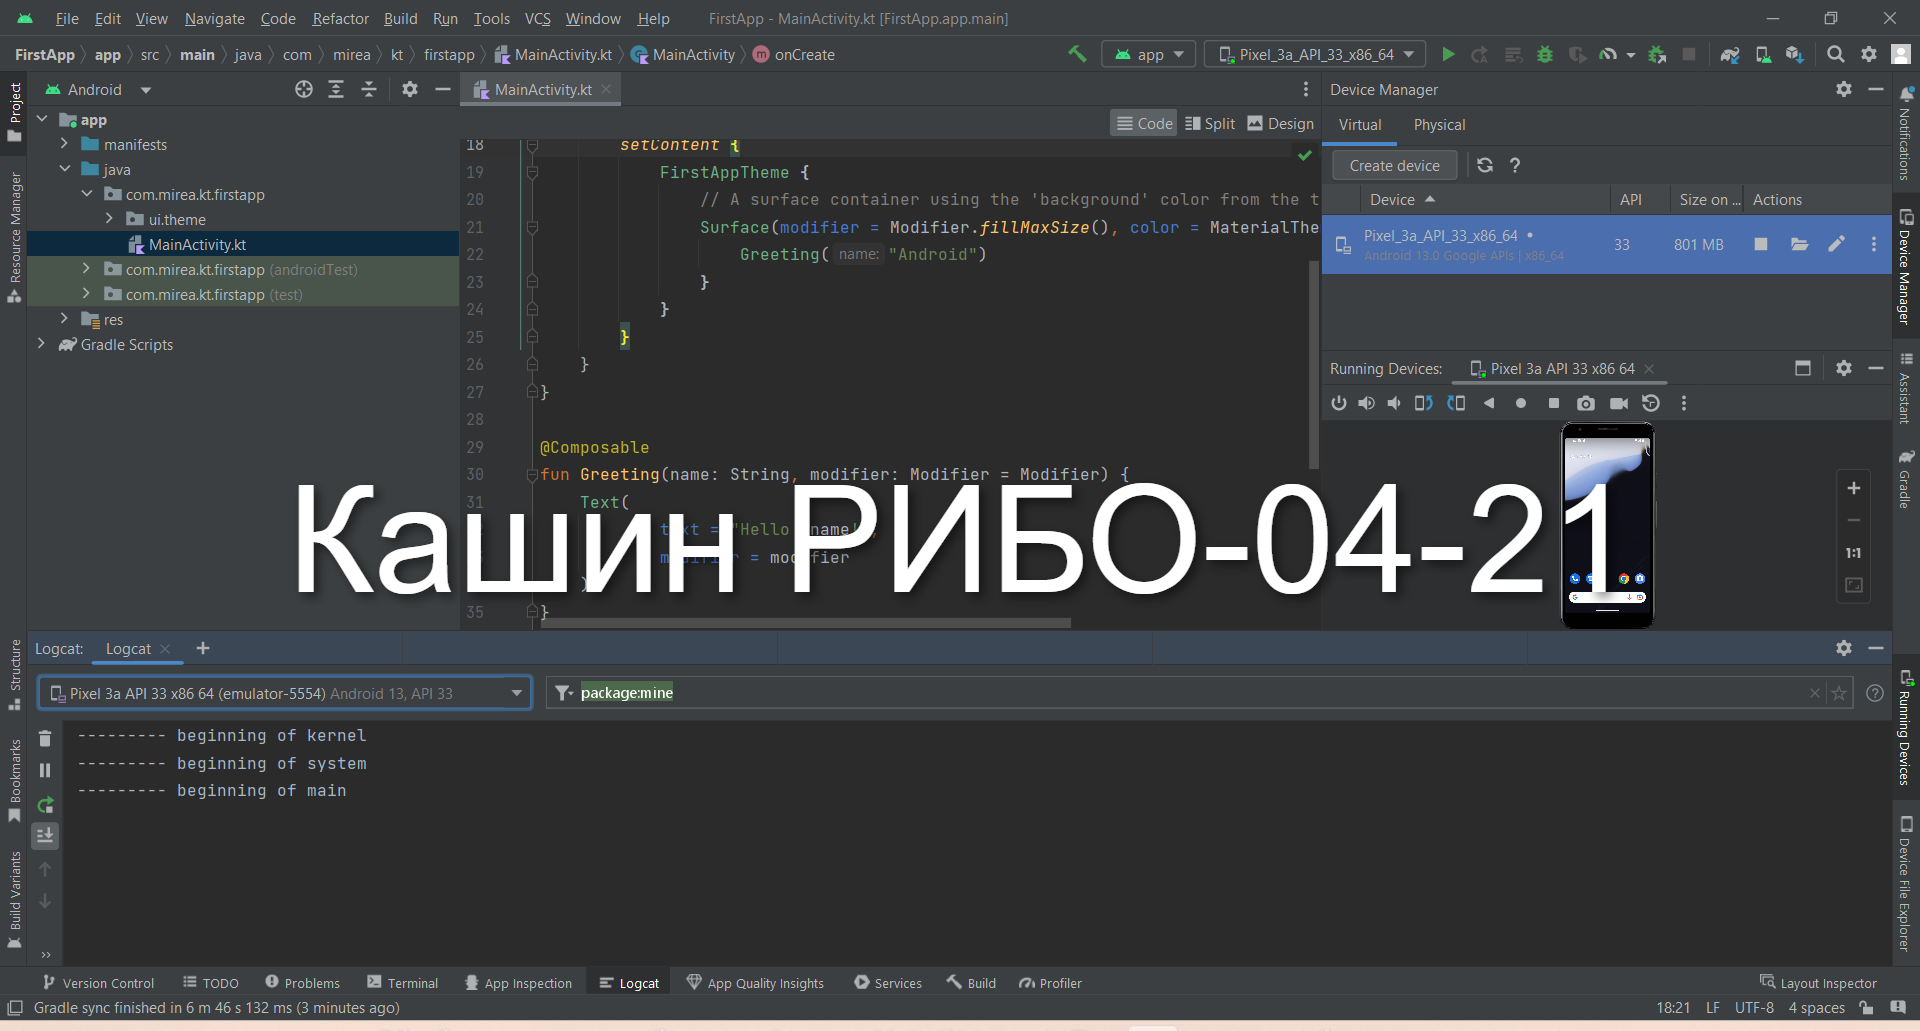 File Edit View Navigate Code Refactor Build Run Tools VCS Window Help FirstApp - MainActivity.kt [FirstApp.app.main]
FirstApp app src main java com mirea kt firstapp MainActivity.kt MainActivity onCreate app Pixel_3a_API_33_x86_64
Project
Resource Manager
Structure
Bookmarks
Build Variants
Android
app
manifests
java
com.mirea.kt.firstapp
ui.theme
MainActivity.kt
com.mirea.kt.firstapp (androidTest)
com.mirea.kt.firstapp (test)
res
Gradle Scripts
MainActivity.kt
Code Split Design
18 setContent {
19 FirstAppTheme {
20 // A surface container using the 'background' color from the t
21 Surface(modifier = Modifier.fillMaxSize(), color = MaterialThe
22 Greeting( name: "Android")
23 }
24 }
25 }
26 }
27 }
28
29 @Composable
30 fun Greeting(name: String, modifier: Modifier = Modifier) {
31 Text(
text = "Hello name!",
modifier = modifier
)
35 }
Кашин РИБО-04-21
Device Manager
Virtual Physical
Create device ?
Device API Size on ... Actions
Pixel_3a_API_33_x86_64 • 33 801 MB
Android 13.0 Google APIs | x86_64
Running Devices: Pixel 3a API 33 x86 64
1:1
Notifications
Device Manager
Assistant
Gradle
Running Devices
Device File Explorer
Logcat: Logcat +
Pixel 3a API 33 x86 64 (emulator-5554) Android 13, API 33 package:mine
--------- beginning of kernel
--------- beginning of system
--------- beginning of main
Version Control TODO Problems Terminal App Inspection Logcat App Quality Insights Services Build Profiler Layout Inspector
Gradle sync finished in 6 m 46 s 132 ms (3 minutes ago) 18:21 LF UTF-8 4 spaces